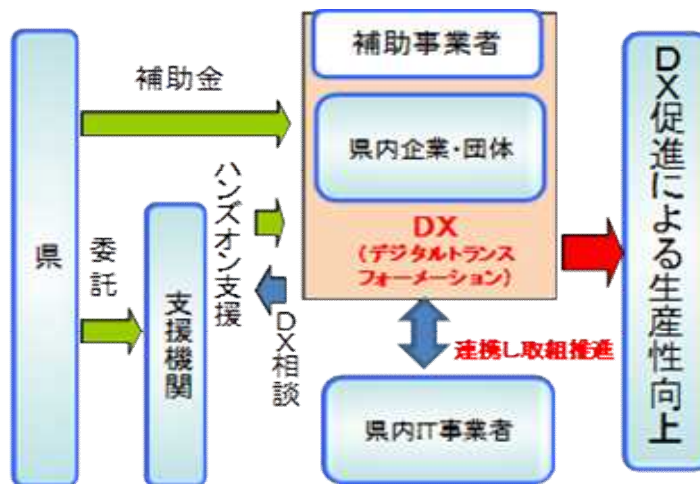 県
補助金
委託
支援機関
ハンズオン支援
DX相談
補助事業者
県内企業・団体
DX
(デジタルトランス
フォーメーション)
連携し取組推進
県内IT事業者
DX促進による生産性向上